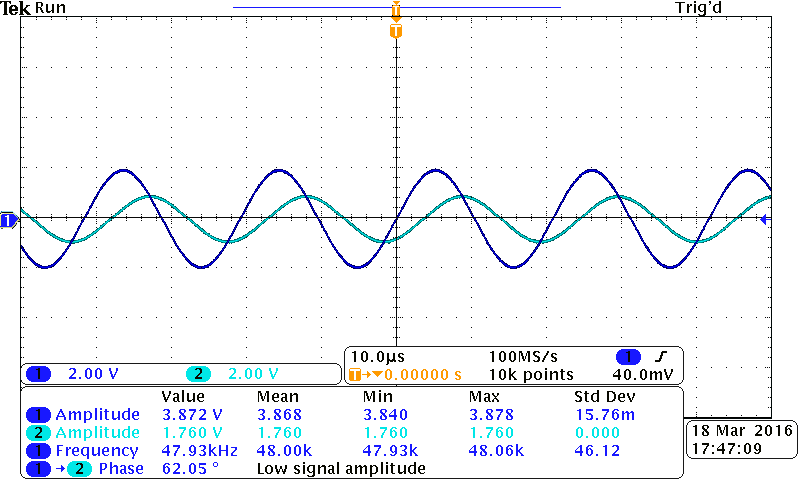 Tek Run Trig'd
T
T
1
1 2.00 V 2 2.00 V
10.0µs 100MS/s 1
T→▼0.00000 s 10k points 40.0mV
Value Mean Min Max Std Dev
1 Amplitude 3.872 V 3.868 3.840 3.878 15.76m
2 Amplitude 1.760 V 1.760 1.760 1.760 0.000
1 Frequency 47.93kHz 48.00k 47.93k 48.06k 46.12
1 → 2 Phase 62.05 ° Low signal amplitude
18 Mar 2016
17:47:09